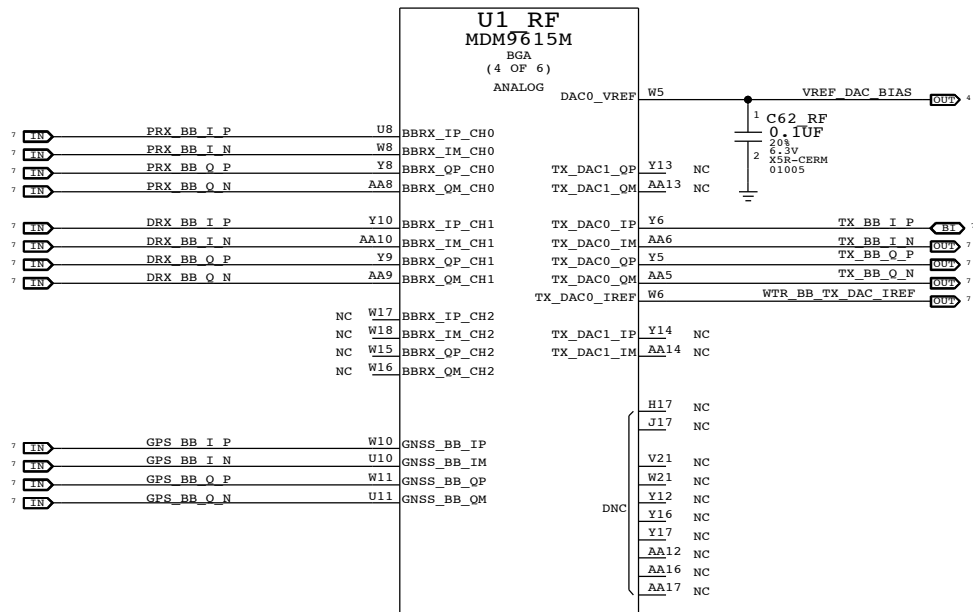 U1_RF
MDM9615M
BGA
(4 OF 6)
ANALOG
DAC0_VREF W5 VREF_DAC_BIAS OUT 4
1 C62_RF
0.1UF
20%
6.3V
2 X5R-CERM
01005
7 IN PRX_BB_I_P U8 BBRX_IP_CH0
7 IN PRX_BB_I_N W8 BBRX_IM_CH0
7 IN PRX_BB_Q_P Y8 BBRX_QP_CH0
7 IN PRX_BB_Q_N AA8 BBRX_QM_CH0
TX_DAC1_QP Y13 NC
TX_DAC1_QM AA13 NC
7 IN DRX_BB_I_P Y10 BBRX_IP_CH1
7 IN DRX_BB_I_N AA10 BBRX_IM_CH1
7 IN DRX_BB_Q_P Y9 BBRX_QP_CH1
7 IN DRX_BB_Q_N AA9 BBRX_QM_CH1
TX_DAC0_IP Y6 TX_BB_I_P BI 7
TX_DAC0_IM AA6 TX_BB_I_N OUT 7
TX_DAC0_QP Y5 TX_BB_Q_P OUT 7
TX_DAC0_QM AA5 TX_BB_Q_N OUT 7
TX_DAC0_IREF W6 WTR_BB_TX_DAC_IREF OUT 7
NC W17 BBRX_IP_CH2
NC W18 BBRX_IM_CH2
NC W15 BBRX_QP_CH2
NC W16 BBRX_QM_CH2
TX_DAC1_IP Y14 NC
TX_DAC1_IM AA14 NC
7 IN GPS_BB_I_P W10 GNSS_BB_IP
7 IN GPS_BB_I_N U10 GNSS_BB_IM
7 IN GPS_BB_Q_P W11 GNSS_BB_QP
7 IN GPS_BB_Q_N U11 GNSS_BB_QM
DNC
H17 NC
J17 NC
V21 NC
W21 NC
Y12 NC
Y16 NC
Y17 NC
AA12 NC
AA16 NC
AA17 NC